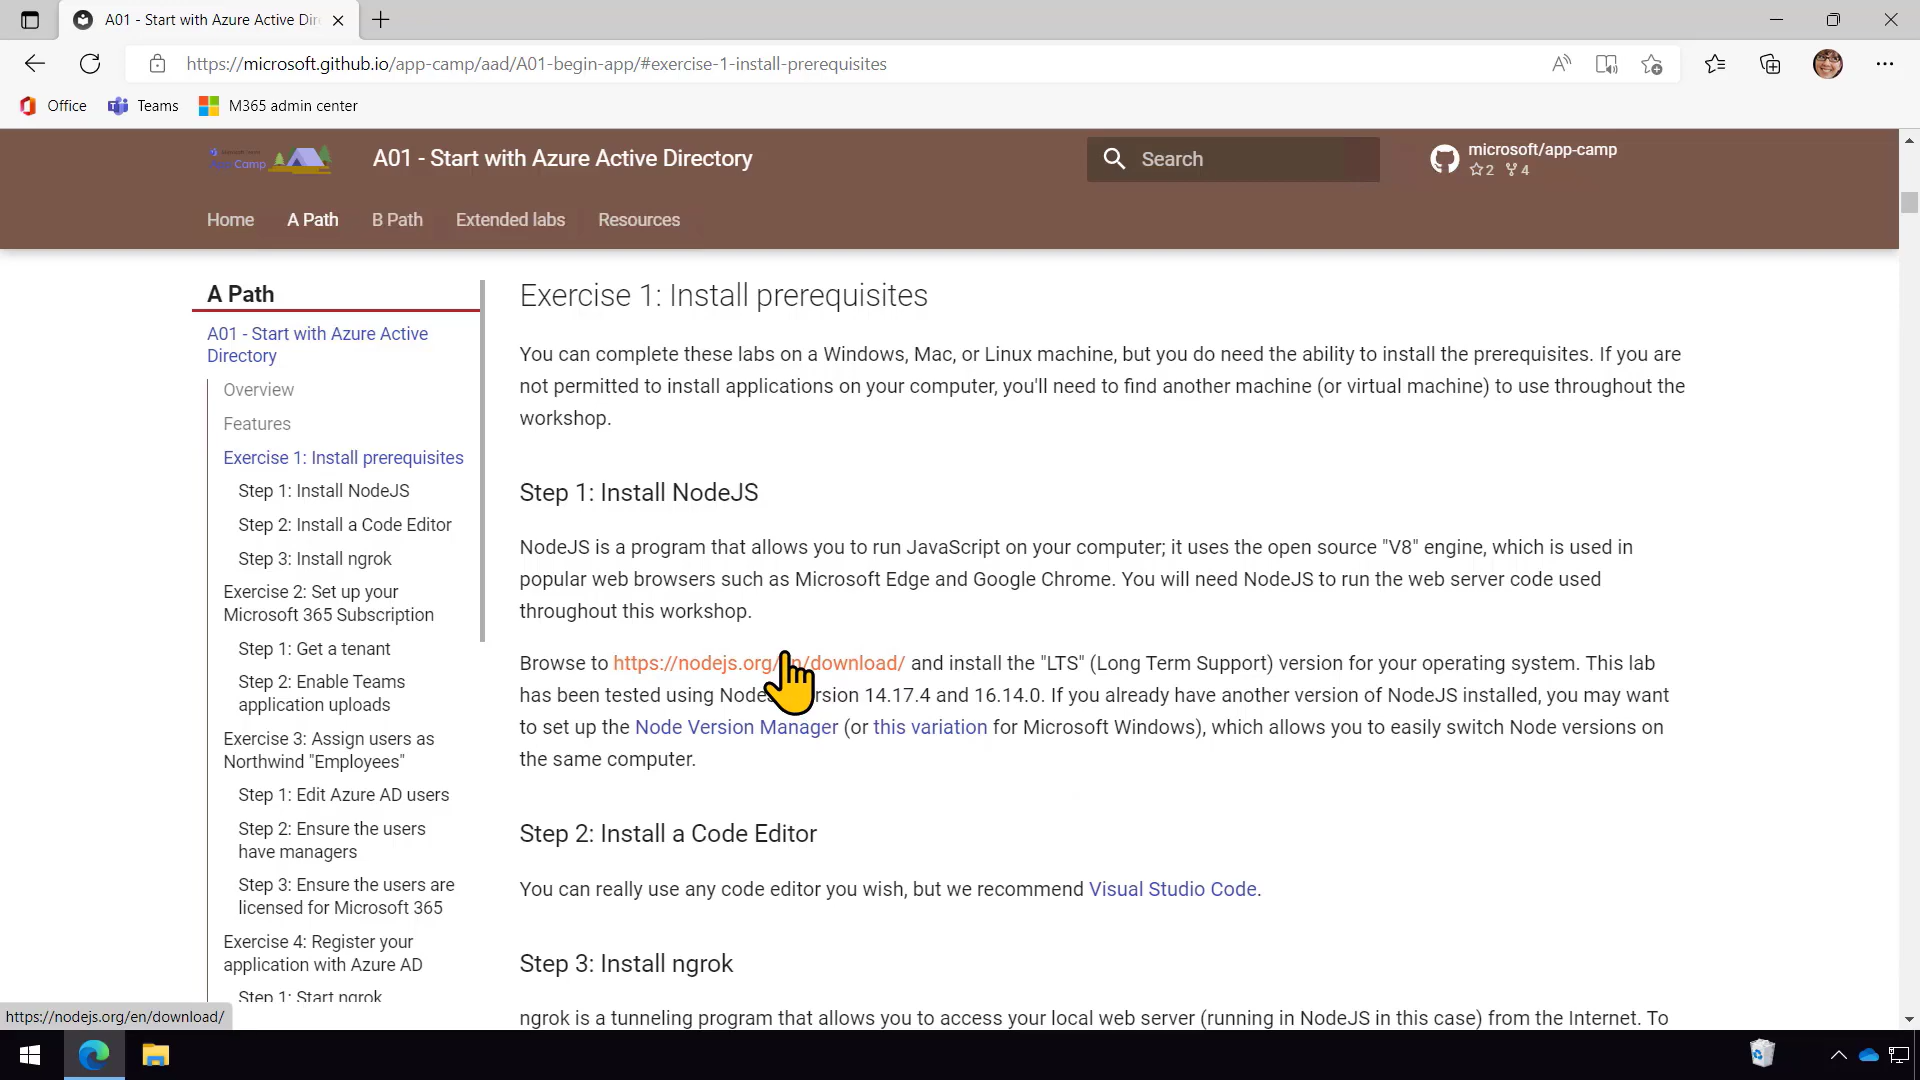 A01 - Start with Azure Active Dir
https://microsoft.github.io/app-camp/aad/A01-begin-app/#exercise-1-install-prerequisites
Office
Teams
M365 admin center
Camp
A01 - Start with Azure Active Directory
Search
microsoft/app-camp
2
4
Home
A Path
B Path
Extended labs
Resources
A Path
A01 - Start with Azure Active
Directory
Overview
Features
Exercise 1: Install prerequisites
Step 1: Install NodeJS
Step 2: Install a Code Editor
Step 3: Install ngrok
Exercise 2: Set up your
Microsoft 365 Subscription
Step 1: Get a tenant
Step 2: Enable Teams
application uploads
Exercise 3: Assign users as
Northwind "Employees"
Step 1: Edit Azure AD users
Step 2: Ensure the users
have managers
Step 3: Ensure the users are
licensed for Microsoft 365
Exercise 4: Register your
application with Azure AD
Step 1: Start ngrok
Exercise 1: Install prerequisites
You can complete these labs on a Windows, Mac, or Linux machine, but you do need the ability to install the prerequisites. If you are
not permitted to install applications on your computer, you'll need to find another machine (or virtual machine) to use throughout the
workshop.
Step 1: Install NodeJS
NodeJS is a program that allows you to run JavaScript on your computer; it uses the open source "V8" engine, which is used in
popular web browsers such as Microsoft Edge and Google Chrome. You will need NodeJS to run the web server code used
throughout this workshop.
Browse to https://nodejs.org/en/download/ and install the "LTS" (Long Term Support) version for your operating system. This lab
has been tested using NodeJS version 14.17.4 and 16.14.0. If you already have another version of NodeJS installed, you may want
to set up the Node Version Manager (or this variation for Microsoft Windows), which allows you to easily switch Node versions on
the same computer.
Step 2: Install a Code Editor
You can really use any code editor you wish, but we recommend Visual Studio Code.
Step 3: Install ngrok
ngrok is a tunneling program that allows you to access your local web server (running in NodeJS in this case) from the Internet. To
https://nodejs.org/en/download/